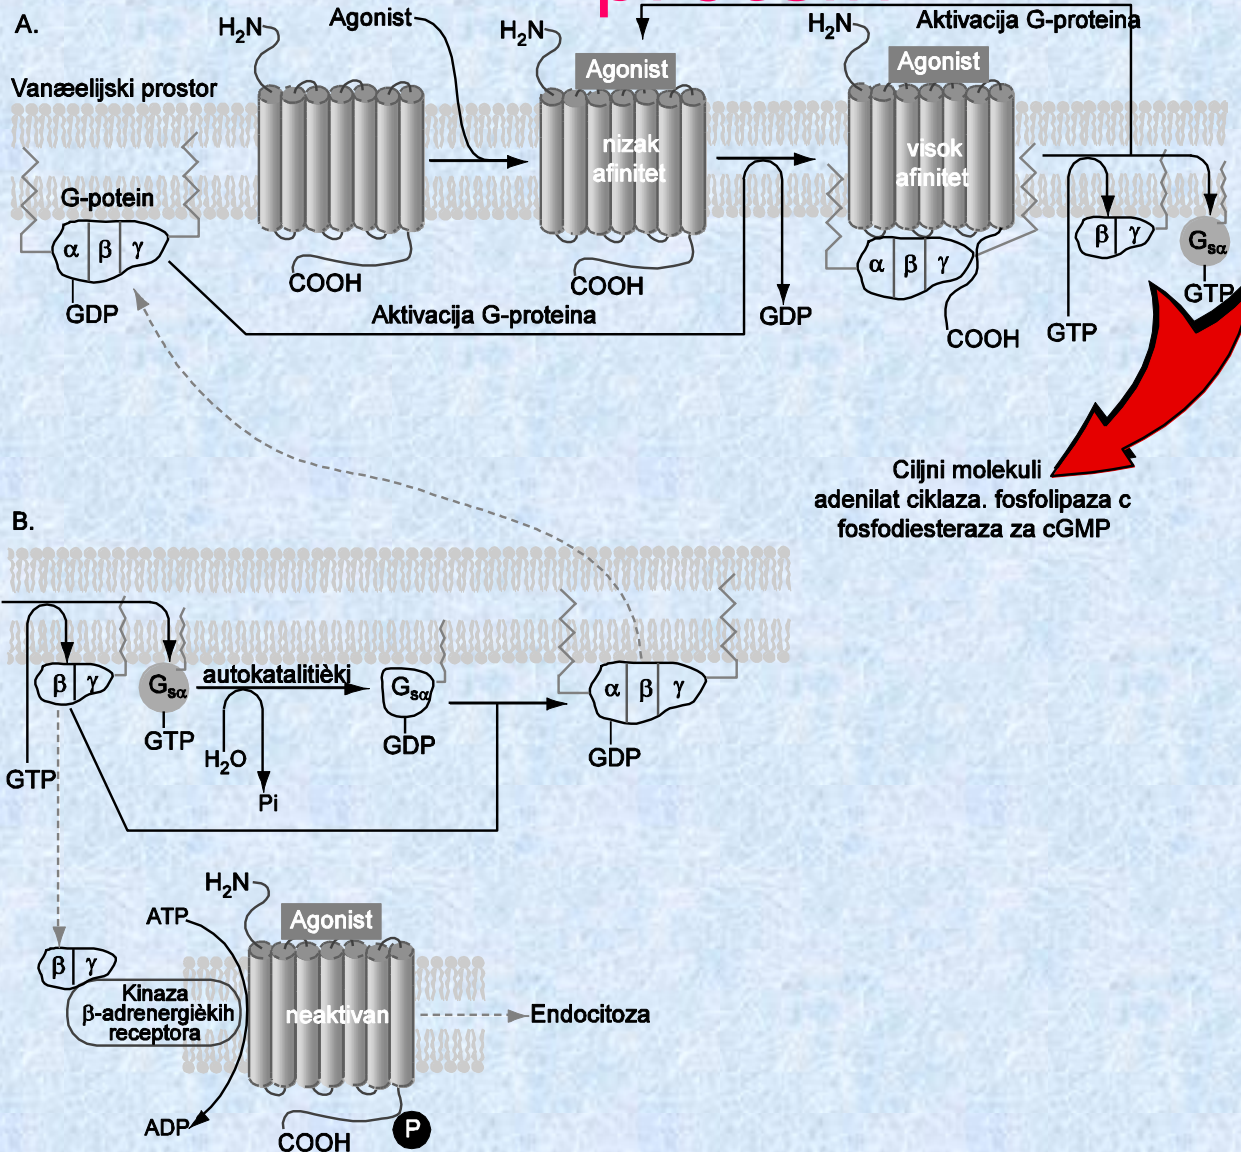 protein
A.
H₂N
Agonist
H₂N
Agonist
H₂N
Agonist
Aktivacija G-proteina
Vanæelijski prostor
nizak
afinitet
visok
afinitet
G-potein
α β γ
GDP
COOH
Aktivacija G-proteina
COOH
GDP
α β γ
COOH
GTP
β γ
Gsα
GTP
Ciljni molekuli
adenilat ciklaza. fosfolipaza c
fosfodiesteraza za cGMP
B.
β γ
Gsα
GTP
GTP
autokatalitièki
H₂O
Pi
Gsα
GDP
α β γ
GDP
H₂N
ATP
Agonist
β γ
Kinaza
β-adrenergièkih
receptora
neaktivan
Endocitoza
ADP
COOH
P